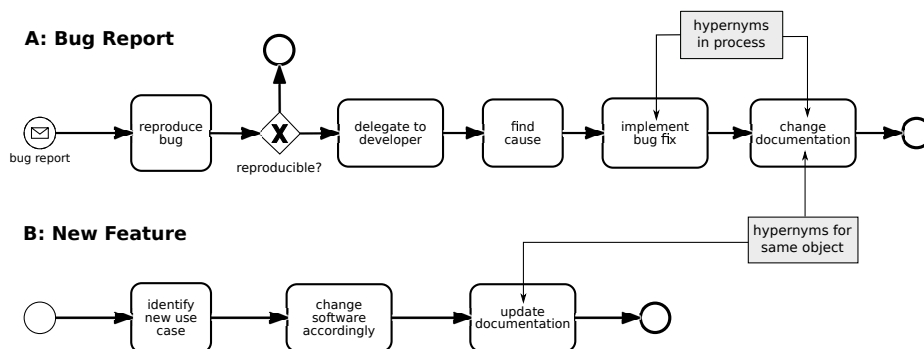 A: Bug Report
hypernyms
in process
bug report
reproduce
bug
X
reproducible?
delegate to
developer
find
cause
implement
bug fix
change
documentation
B: New Feature
hypernyms for
same object
identify
new use
case
change
software
accordingly
update
documentation